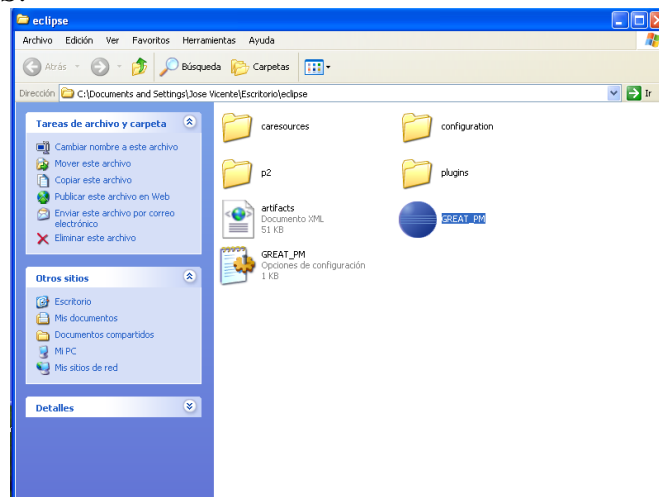 eclipse
Archivo Edición Ver Favoritos Herramientas Ayuda
Atrás Búsqueda Carpetas
Dirección C:\Documents and Settings\Jose Vicente\Escritorio\eclipse Ir
Tareas de archivo y carpeta
Cambiar nombre a este archivo
Mover este archivo
Copiar este archivo
Publicar este archivo en Web
Enviar este archivo por correo
electrónico
Eliminar este archivo
Otros sitios
Escritorio
Mis documentos
Documentos compartidos
Mi PC
Mis sitios de red
Detalles
caresources
configuration
p2
plugins
artifacts
Documento XML
51 KB
GREAT_PM
GREAT_PM
Opciones de configuración
1 KB